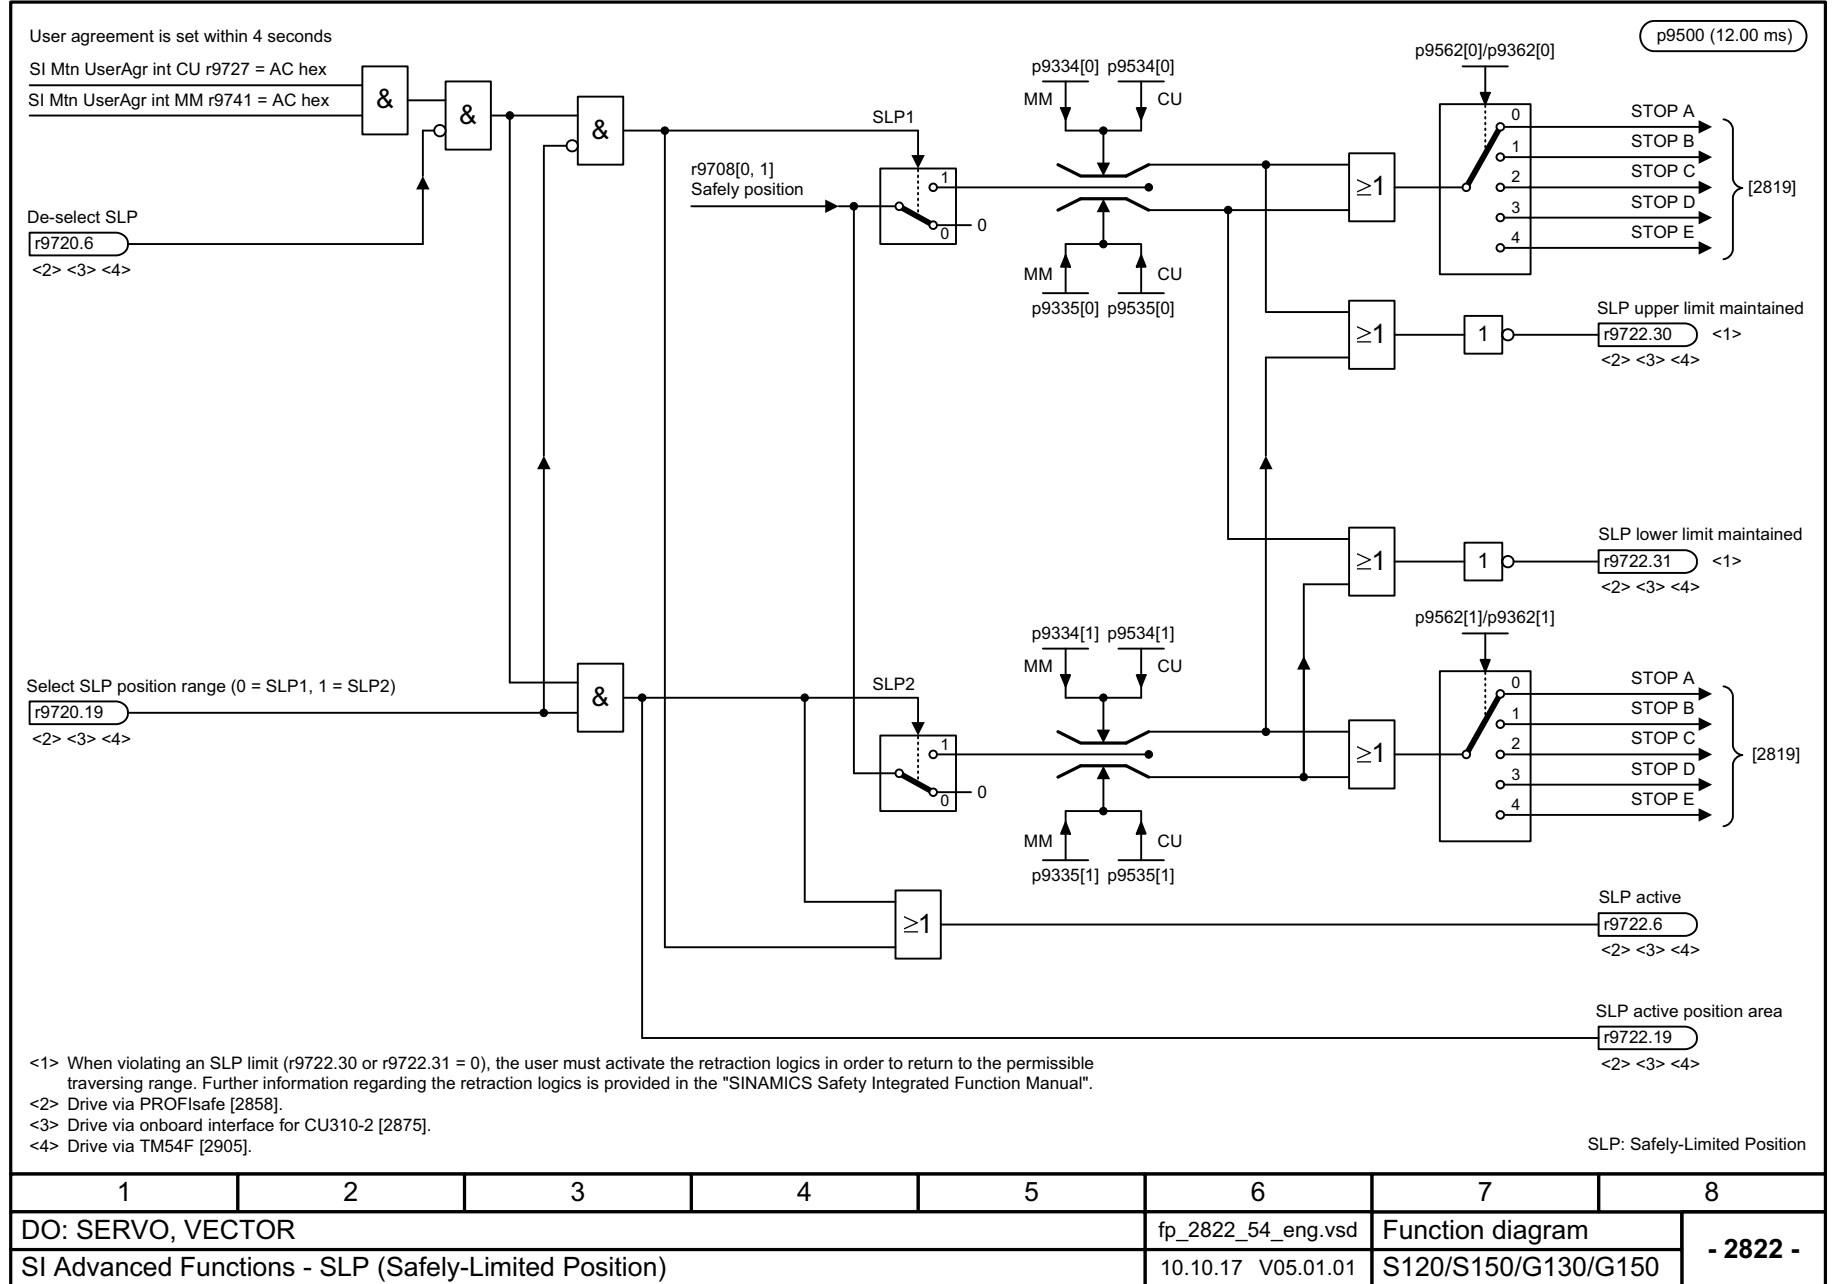 User agreement is set within 4 seconds
p9500 (12.00 ms)
SI Mtn UserAgr int CU r9727 = AC hex
SI Mtn UserAgr int MM r9741 = AC hex
&
&
&
De-select SLP
r9720.6
<2> <3> <4>
SLP1
r9708[0, 1]
Safely position
1
0
0
p9334[0] p9534[0]
MM
CU
MM
CU
p9335[0] p9535[0]
≥1
p9562[0]/p9362[0]
0
1
2
3
4
STOP A
STOP B
STOP C
STOP D
STOP E
[2819]
≥1
1
SLP upper limit maintained
r9722.30 <1>
<2> <3> <4>
≥1
1
SLP lower limit maintained
r9722.31 <1>
<2> <3> <4>
Select SLP position range (0 = SLP1, 1 = SLP2)
r9720.19
<2> <3> <4>
&
SLP2
1
0
0
p9334[1] p9534[1]
MM
CU
MM
CU
p9335[1] p9535[1]
≥1
p9562[1]/p9362[1]
0
1
2
3
4
STOP A
STOP B
STOP C
STOP D
STOP E
[2819]
≥1
SLP active
r9722.6
<2> <3> <4>
SLP active position area
r9722.19
<2> <3> <4>
<1> When violating an SLP limit (r9722.30 or r9722.31 = 0), the user must activate the retraction logics in order to return to the permissible
traversing range. Further information regarding the retraction logics is provided in the "SINAMICS Safety Integrated Function Manual".
<2> Drive via PROFIsafe [2858].
<3> Drive via onboard interface for CU310-2 [2875].
<4> Drive via TM54F [2905].
SLP: Safely-Limited Position
1 2 3 4 5 6 7 8
DO: SERVO, VECTOR
fp_2822_54_eng.vsd
Function diagram
- 2822 -
SI Advanced Functions - SLP (Safely-Limited Position)
10.10.17 V05.01.01
S120/S150/G130/G150